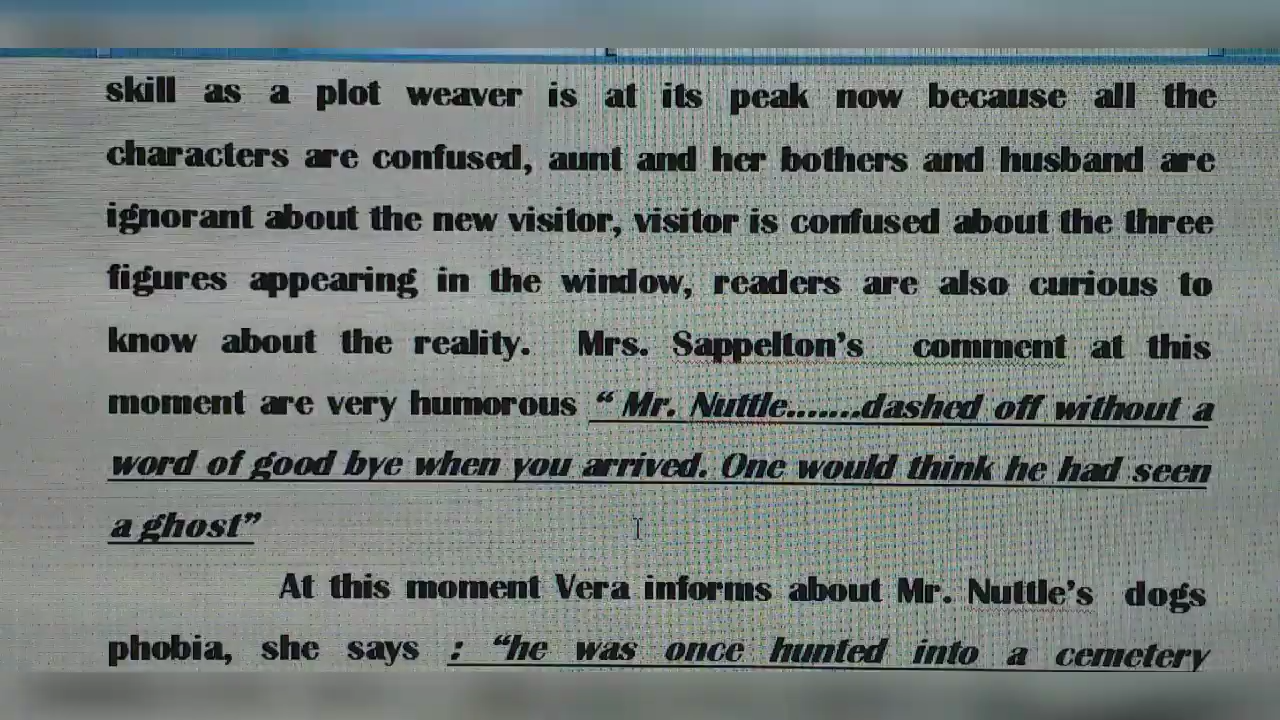 skill as a plot weaver is at its peak now because all the
characters are confused, aunt and her bothers and husband are
ignorant about the new visitor, visitor is confused about the three
figures appearing in the window, readers are also curious to
know about the reality. Mrs. Sappelton’s comment at this
moment are very humorous “ Mr. Nuttle.......dashed off without a
word of good bye when you arrived. One would think he had seen
a ghost”
At this moment Vera informs about Mr. Nuttle’s dogs
phobia, she says : “he was once hunted into a cemetery